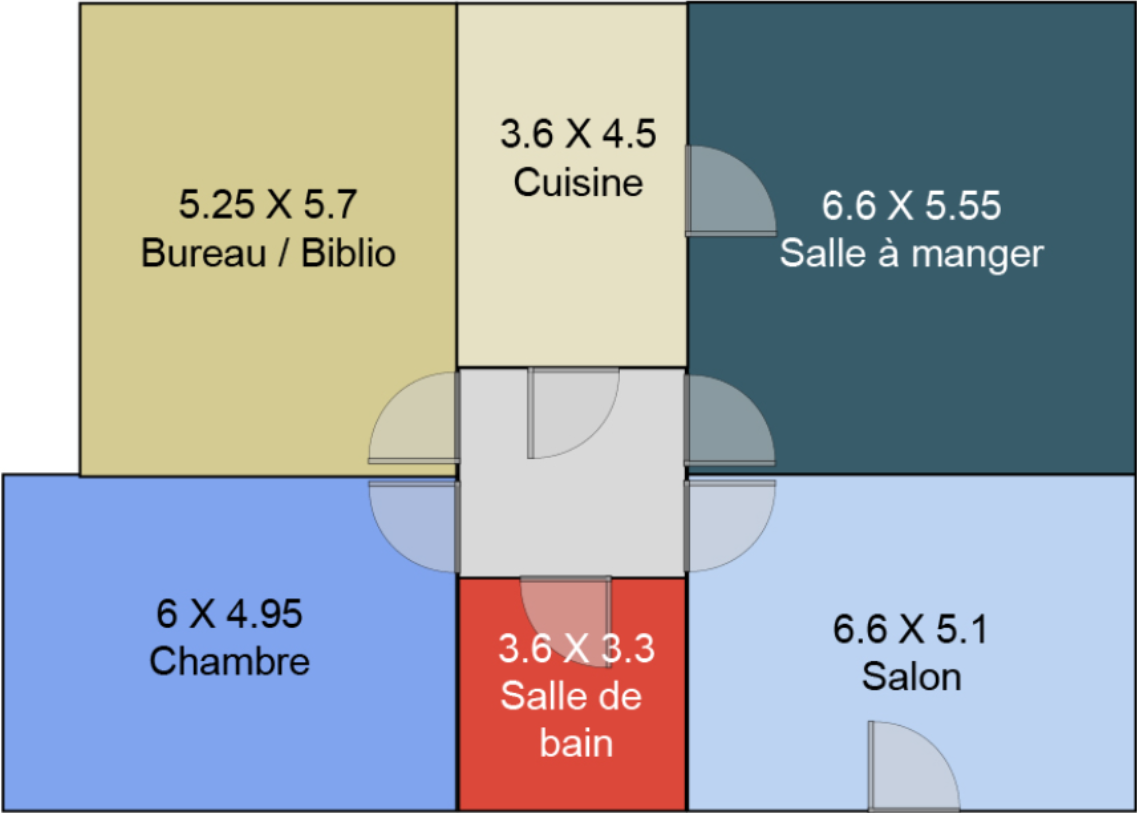 3.6 X 4.5
Cuisine
5.25 X 5.7
Bureau / Biblio
6.6 X 5.55
Salle à manger
6 X 4.95
Chambre
3.6 X 3.3
Salle de
bain
6.6 X 5.1
Salon